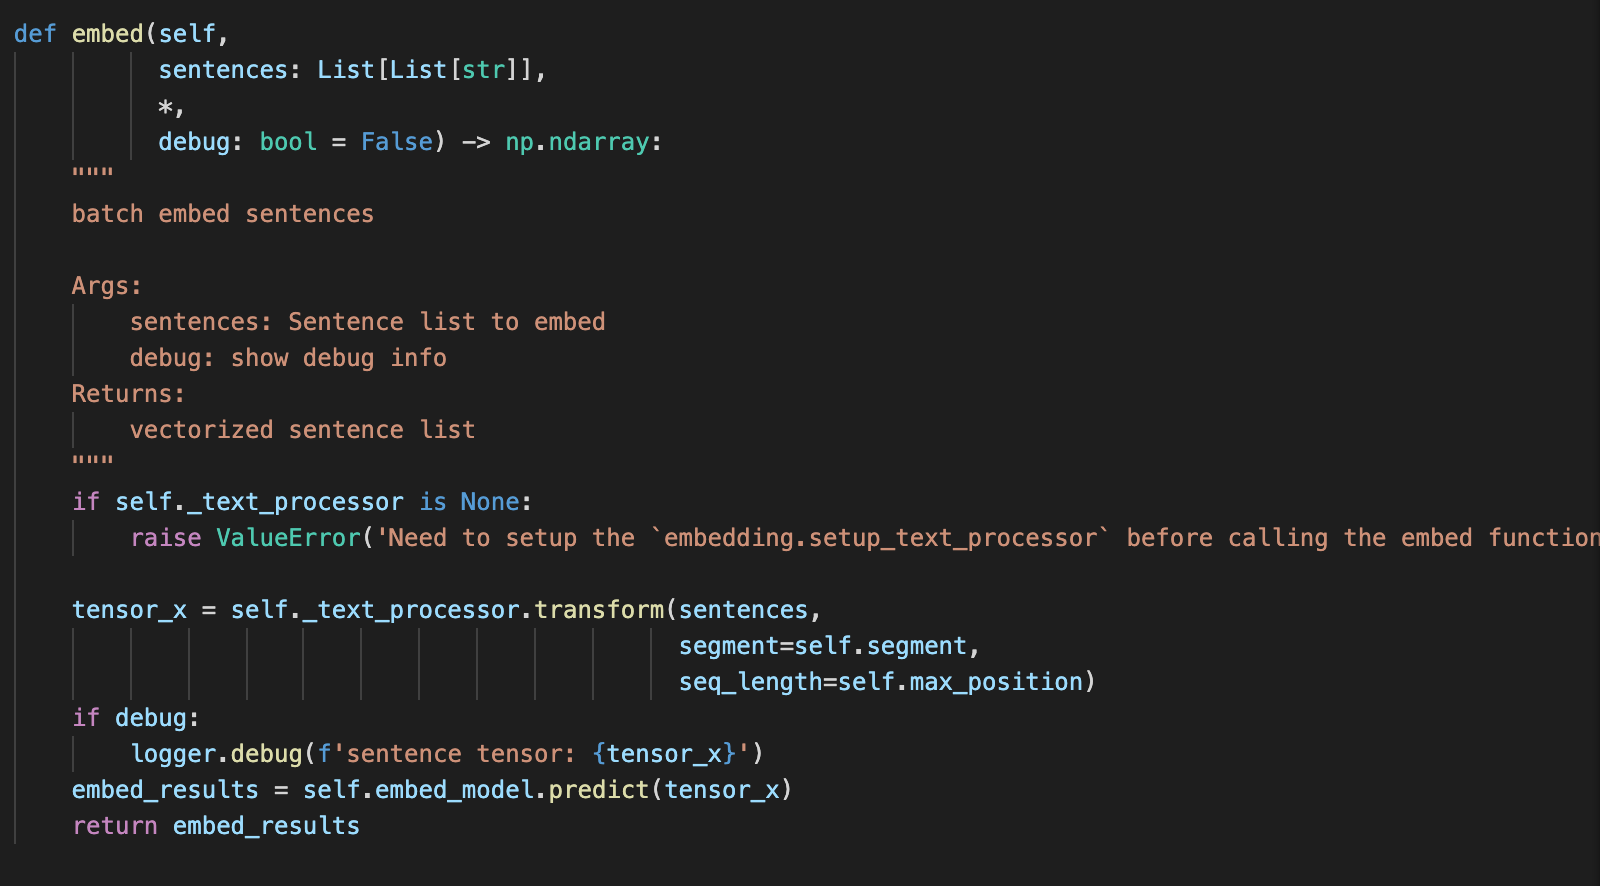 def embed(self,
sentences: List[List[str]],
*,
debug: bool = False) -> np.ndarray:
"""
batch embed sentences
Args:
sentences: Sentence list to embed
debug: show debug info
Returns:
vectorized sentence list
"""
if self._text_processor is None:
raise ValueError('Need to setup the `embedding.setup_text_processor` before calling the embed function
tensor_x = self._text_processor.transform(sentences,
segment=self.segment,
seq_length=self.max_position)
if debug:
logger.debug(f'sentence tensor: {tensor_x}')
embed_results = self.embed_model.predict(tensor_x)
return embed_results